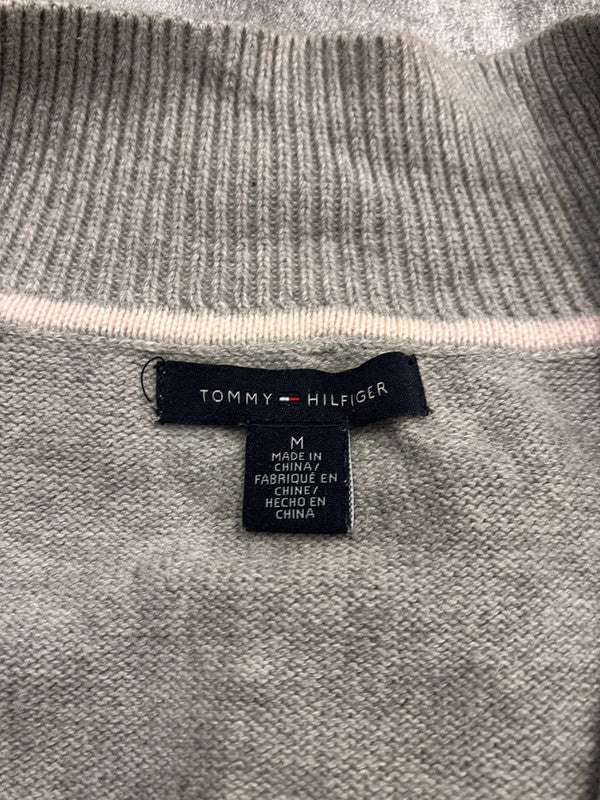 TOMMY HILFIGER
M
MADE IN
CHINA/
FABRIQUÉ EN
CHINE/
HECHO EN
CHINA